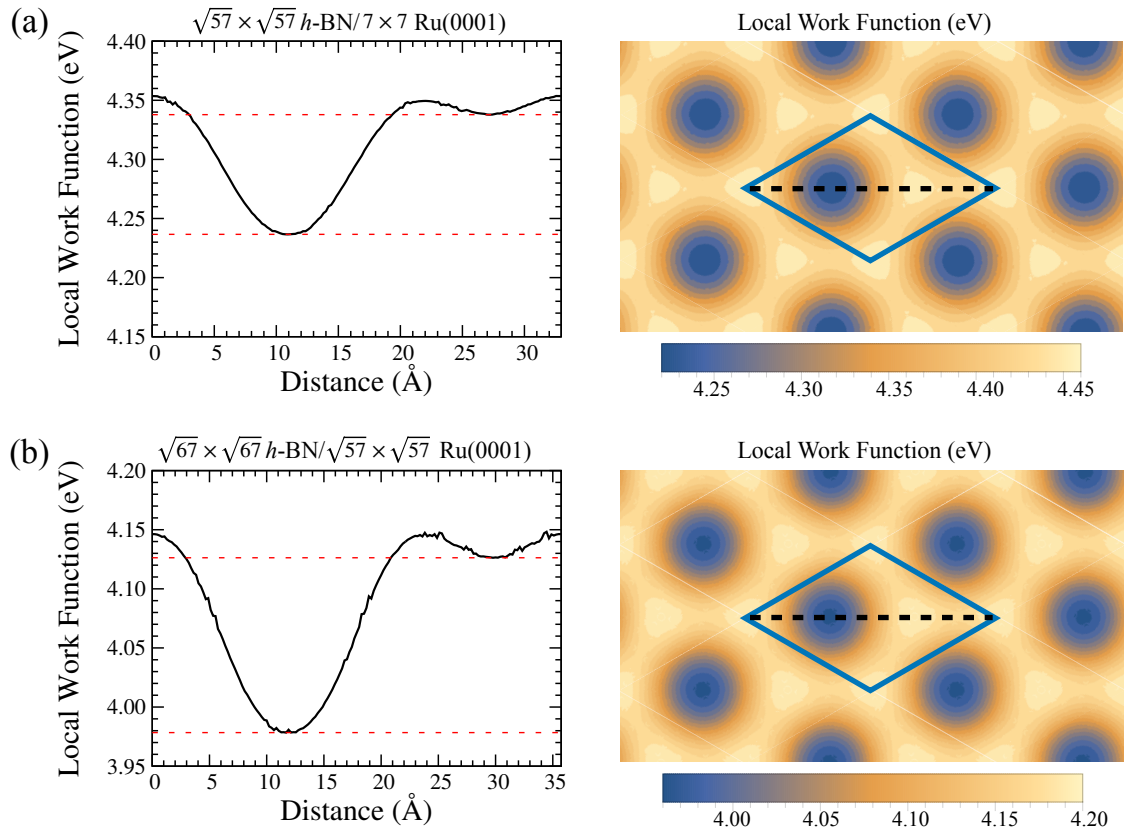 (a)
√57 × √57 h-BN/7 × 7 Ru(0001)
Local Work Function (eV)
4.40
4.35
4.30
4.25
4.20
4.15
0 5 10 15 20 25 30
Distance (Å)
Local Work Function (eV)
4.25 4.30 4.35 4.40 4.45
(b)
√67 × √67 h-BN/√57 × √57 Ru(0001)
Local Work Function (eV)
4.20
4.15
4.10
4.05
4.00
3.95
0 5 10 15 20 25 30 35
Distance (Å)
Local Work Function (eV)
4.00 4.05 4.10 4.15 4.20